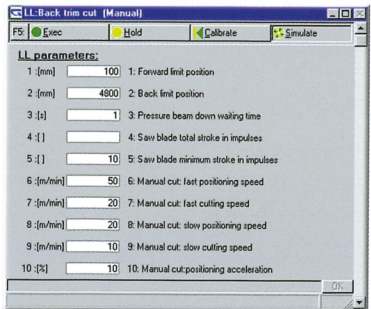 LL:Back trim cut (Manual)
F5: Exec Hold Calibrate Simulate
LL parameters:
1 :[mm] 100 1: Forward limit position
2 :[mm] 4800 2: Back limit position
3 :[s] 1 3: Pressure beam down waiting time
4 :[ ] 4: Saw blade total stroke in impulses
5 :[ ] 10 5: Saw blade minimum stroke in impulses
6 :[m/min] 50 6: Manual cut: fast positioning speed
7 :[m/min] 20 7: Manual cut: fast cutting speed
8 :[m/min] 20 8: Manual cut: slow positioning speed
9 :[m/min] 10 9: Manual cut: slow cutting speed
10 :[%] 10 10: Manual cut:positioning acceleration
OK